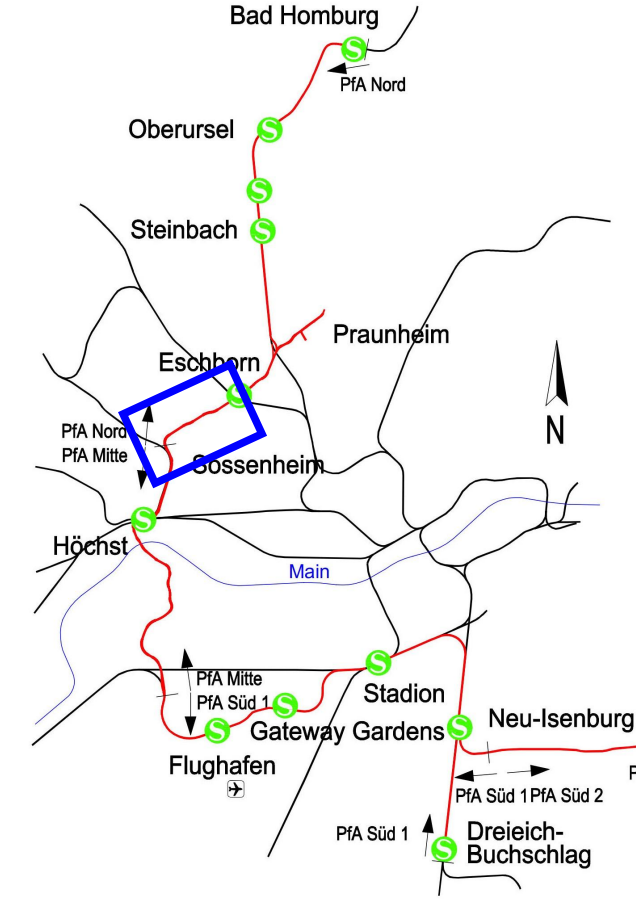 Bad Homburg
S
PfA Nord
Oberursel
S
S
Steinbach
S
Praunheim
Eschborn
S
N
PfA Nord
PfA Mitte
Sossenheim
S
Höchst
Main
PfA Mitte
S
PfA Süd 1
Stadion
S
Gateway Gardens
S
Neu-Isenburg
S
Flughafen
PfA Süd 1
PfA Süd 2
PfA Süd 1
S
Dreieich-
Buchschlag